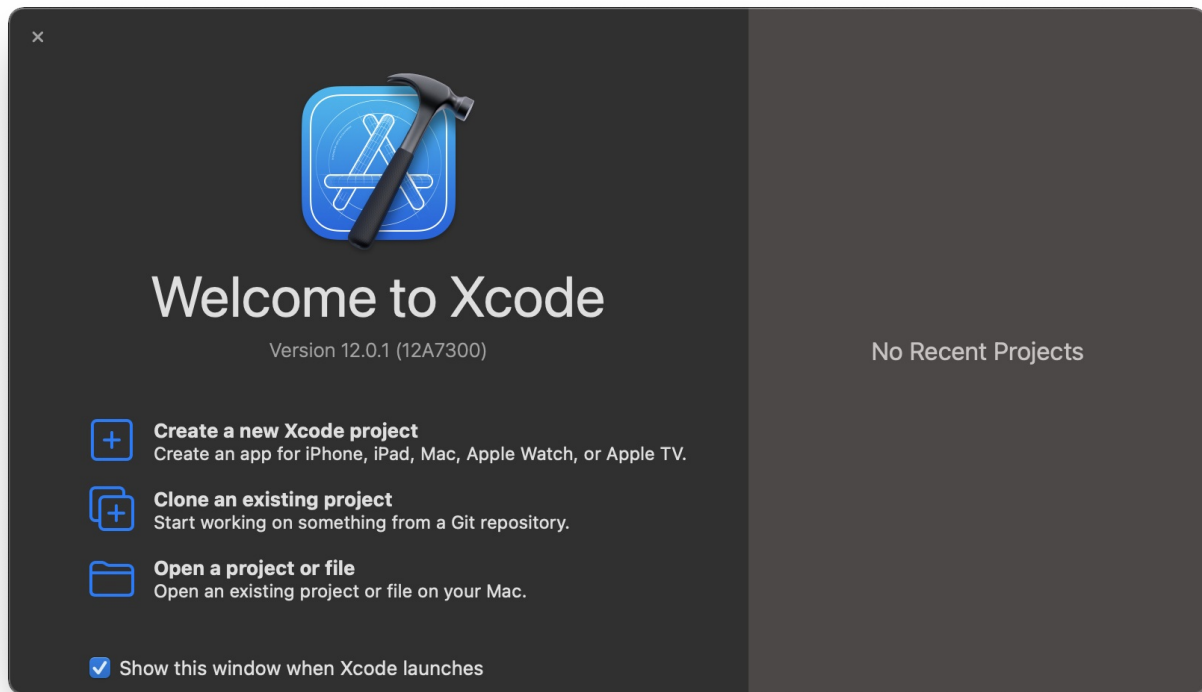 Welcome to Xcode
Version 12.0.1 (12A7300)
Create a new Xcode project
Create an app for iPhone, iPad, Mac, Apple Watch, or Apple TV.
Clone an existing project
Start working on something from a Git repository.
Open a project or file
Open an existing project or file on your Mac.
Show this window when Xcode launches
No Recent Projects